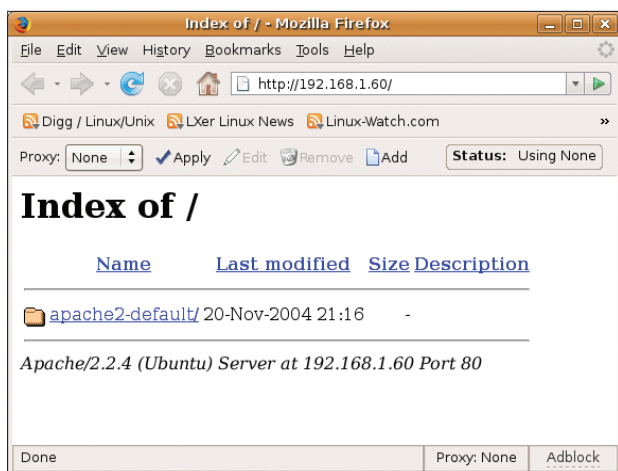 Index of / - Mozilla Firefox
File Edit View History Bookmarks Tools Help
http://192.168.1.60/
Digg / Linux/Unix LXer Linux News Linux-Watch.com »
Proxy: None Apply Edit Remove Add Status: Using None
Index of /
Name Last modified Size Description
apache2-default/ 20-Nov-2004 21:16 -
Apache/2.2.4 (Ubuntu) Server at 192.168.1.60 Port 80
Done Proxy: None Adblock